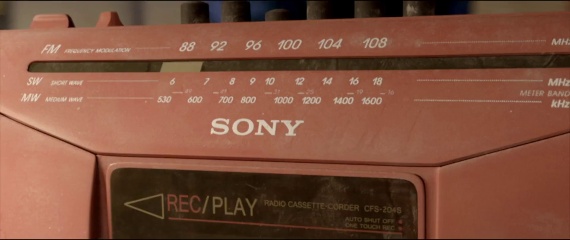 FM FREQUENCY MODULATION 88 92 96 100 104 108 MHz
SW SHORT WAVE 6 7 8 9 10 12 14 16 18 MHz
METER BAND
MW MEDIUM WAVE 530 600 700 800 1000 1200 1400 1600 kHz
SONY
REC/PLAY RADIO CASSETTE-CORDER CFS-204S
AUTO SHUT OFF
ONE TOUCH REC